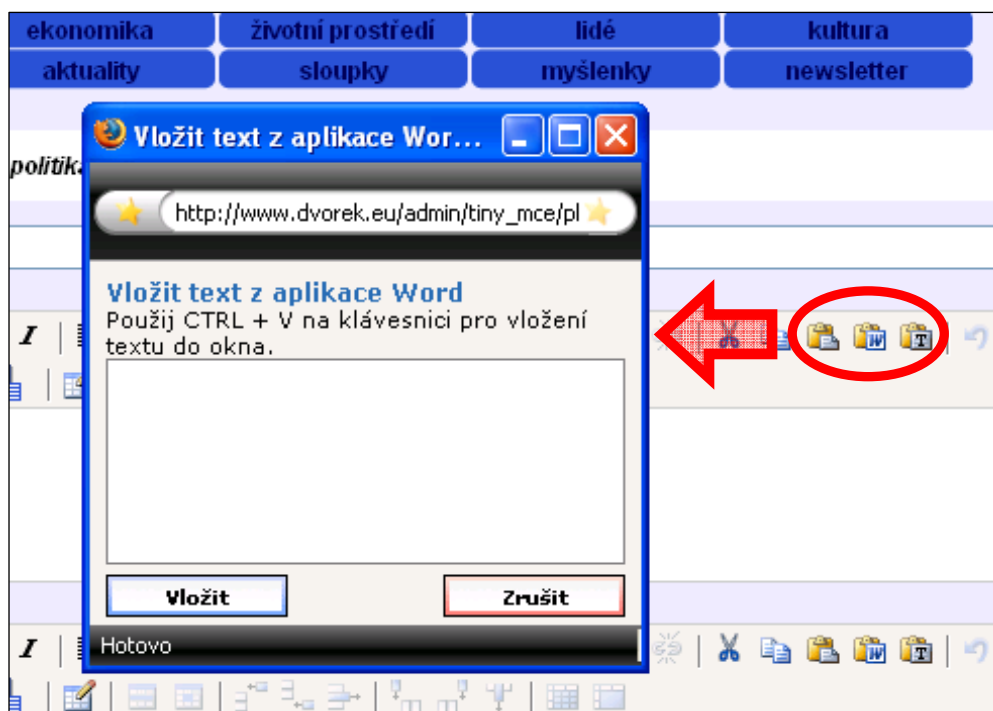 ekonomika životní prostředí lidé kultura
aktuality sloupky myšlenky newsletter
Vložit text z aplikace Wor...
politik
http://www.dvorek.eu/admin/tiny_mce/pl
Vložit text z aplikace Word
Použij CTRL + V na klávesnici pro vložení
textu do okna.
I
Vložit Zrušit
I
Hotovo